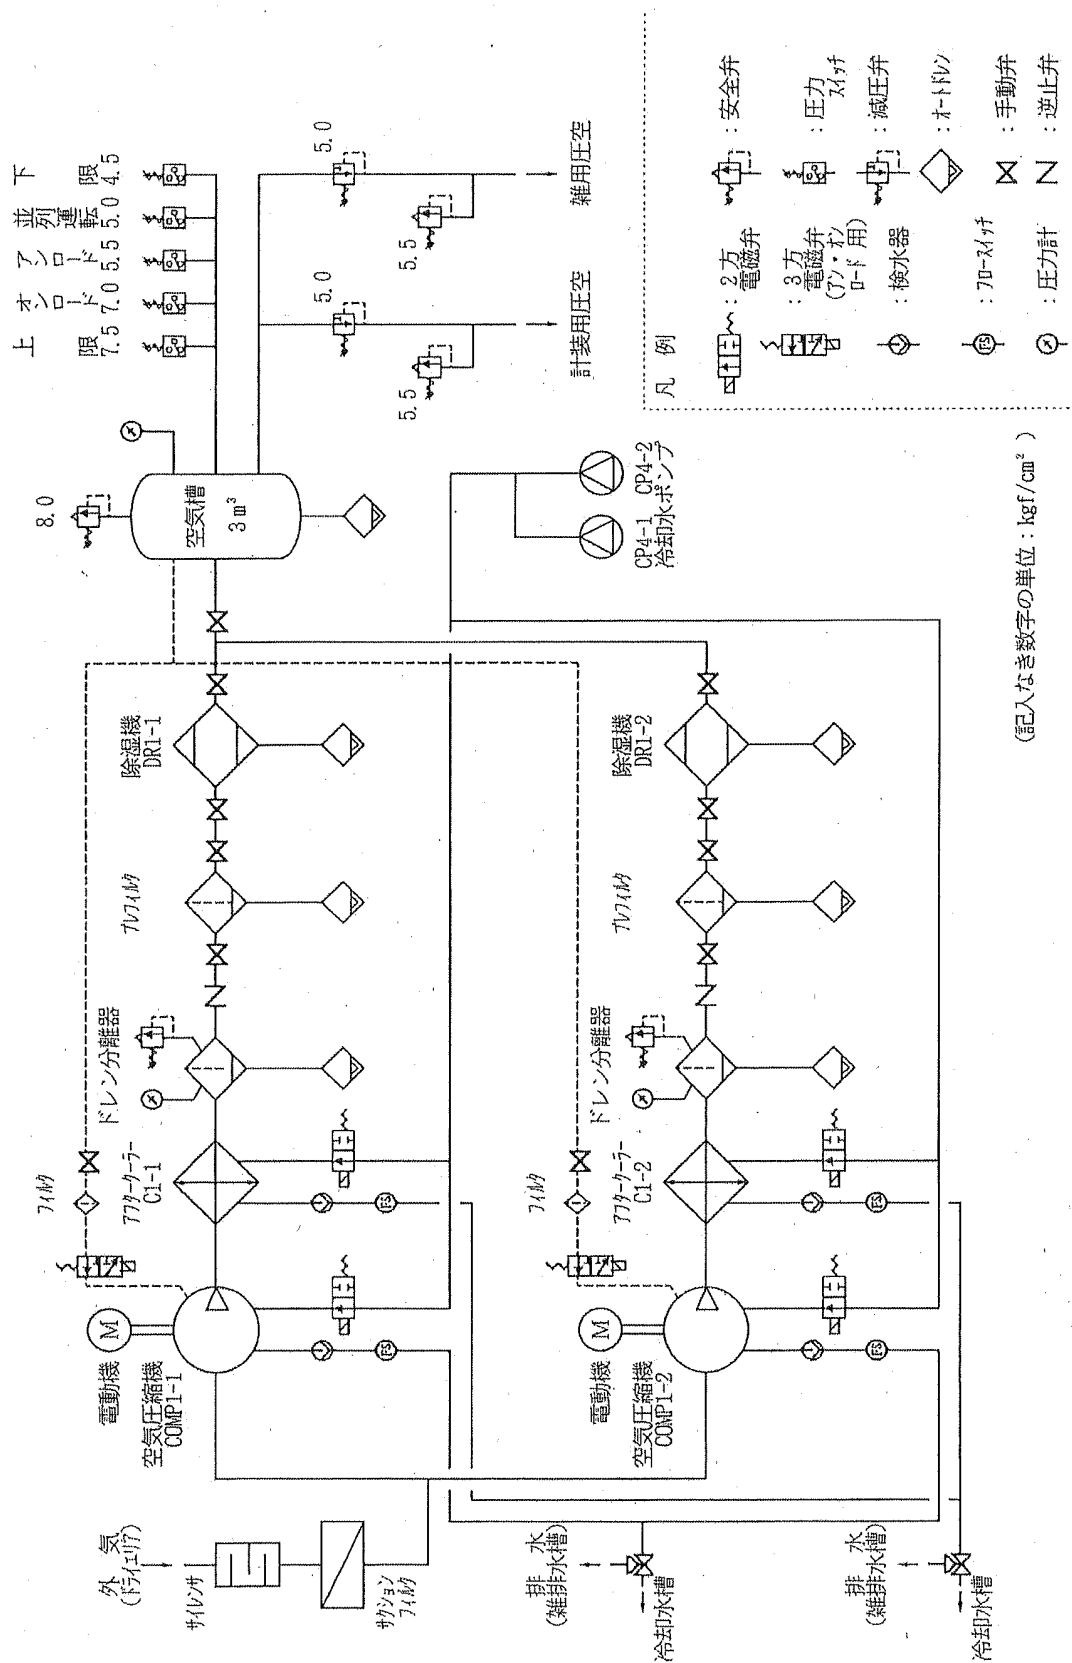 外　気
(ドライエリア)
サイレンサ
サクション
フィルタ
電動機
M
空気圧縮機
COMP1-1
フィルタ
アフタークーラー
C1-1
FS
FS
ドレン分離器
プレフィルタ
除湿機
DR1-1
電動機
M
空気圧縮機
COMP1-2
フィルタ
アフタークーラー
C1-2
FS
FS
ドレン分離器
プレフィルタ
除湿機
DR1-2
排　水
(雑排水槽)
冷却水槽
排　水
(雑排水槽)
冷却水槽
8.0
空気槽
3m³
CP4-1 CP4-2
冷却水ポンプ
上　限
7.5
オンロード
7.0
アンロード
5.5
並列運転
5.0
下　限
4.5
5.0
5.5
計装用圧空
5.0
5.5
雑用圧空
凡　例
：2方
電磁弁
：3方
電磁弁
(アン・オン
ロード用)
：検水器
FS
：フロースイッチ
：圧力計
：安全弁
：圧力
スイッチ
：減圧弁
：オートドレン
：手動弁
：逆止弁
(記入なき数字の単位：kgf/cm²)